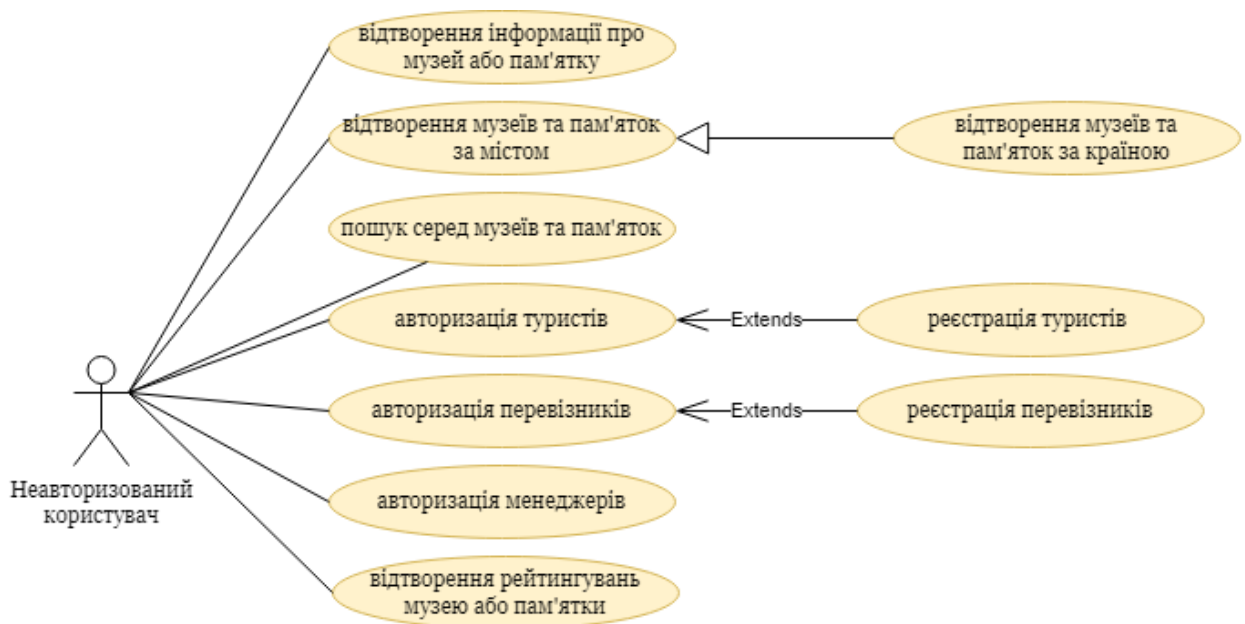 відтворення інформації про
музей або пам'ятку
відтворення музеїв та пам'яток
за містом
відтворення музеїв та
пам'яток за країною
пошук серед музеїв та пам'яток
авторизація туристів
Extends
реєстрація туристів
авторизація перевізників
Extends
реєстрація перевізників
Неавторизований
користувач
авторизація менеджерів
відтворення рейтингувань
музею або пам'ятки